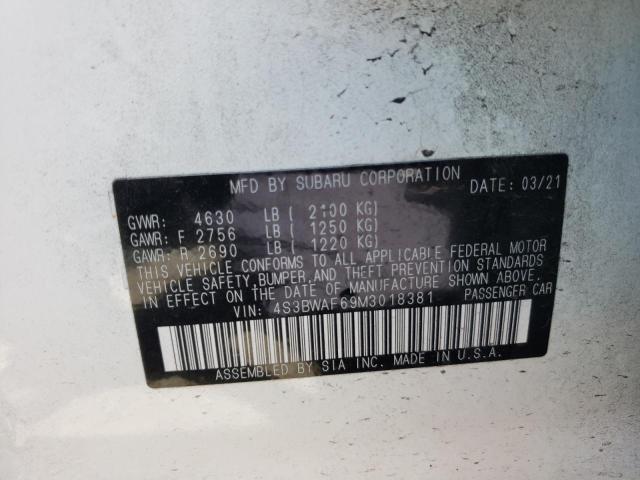 MFD BY SUBARU CORPORATION DATE: 03/21
GVWR: 4630 LB ( 2100 KG)
GAWR: F 2756 LB ( 1250 KG)
GAWR: R 2690 LB ( 1220 KG)
THIS VEHICLE CONFORMS TO ALL APPLICABLE FEDERAL MOTOR
VEHICLE SAFETY, BUMPER, AND THEFT PREVENTION STANDARDS
IN EFFECT ON THE DATE OF MANUFACTURE SHOWN ABOVE.
VIN: 4S3BWAF69M3018381 PASSENGER CAR
ASSEMBLED BY SIA INC. MADE IN U.S.A.